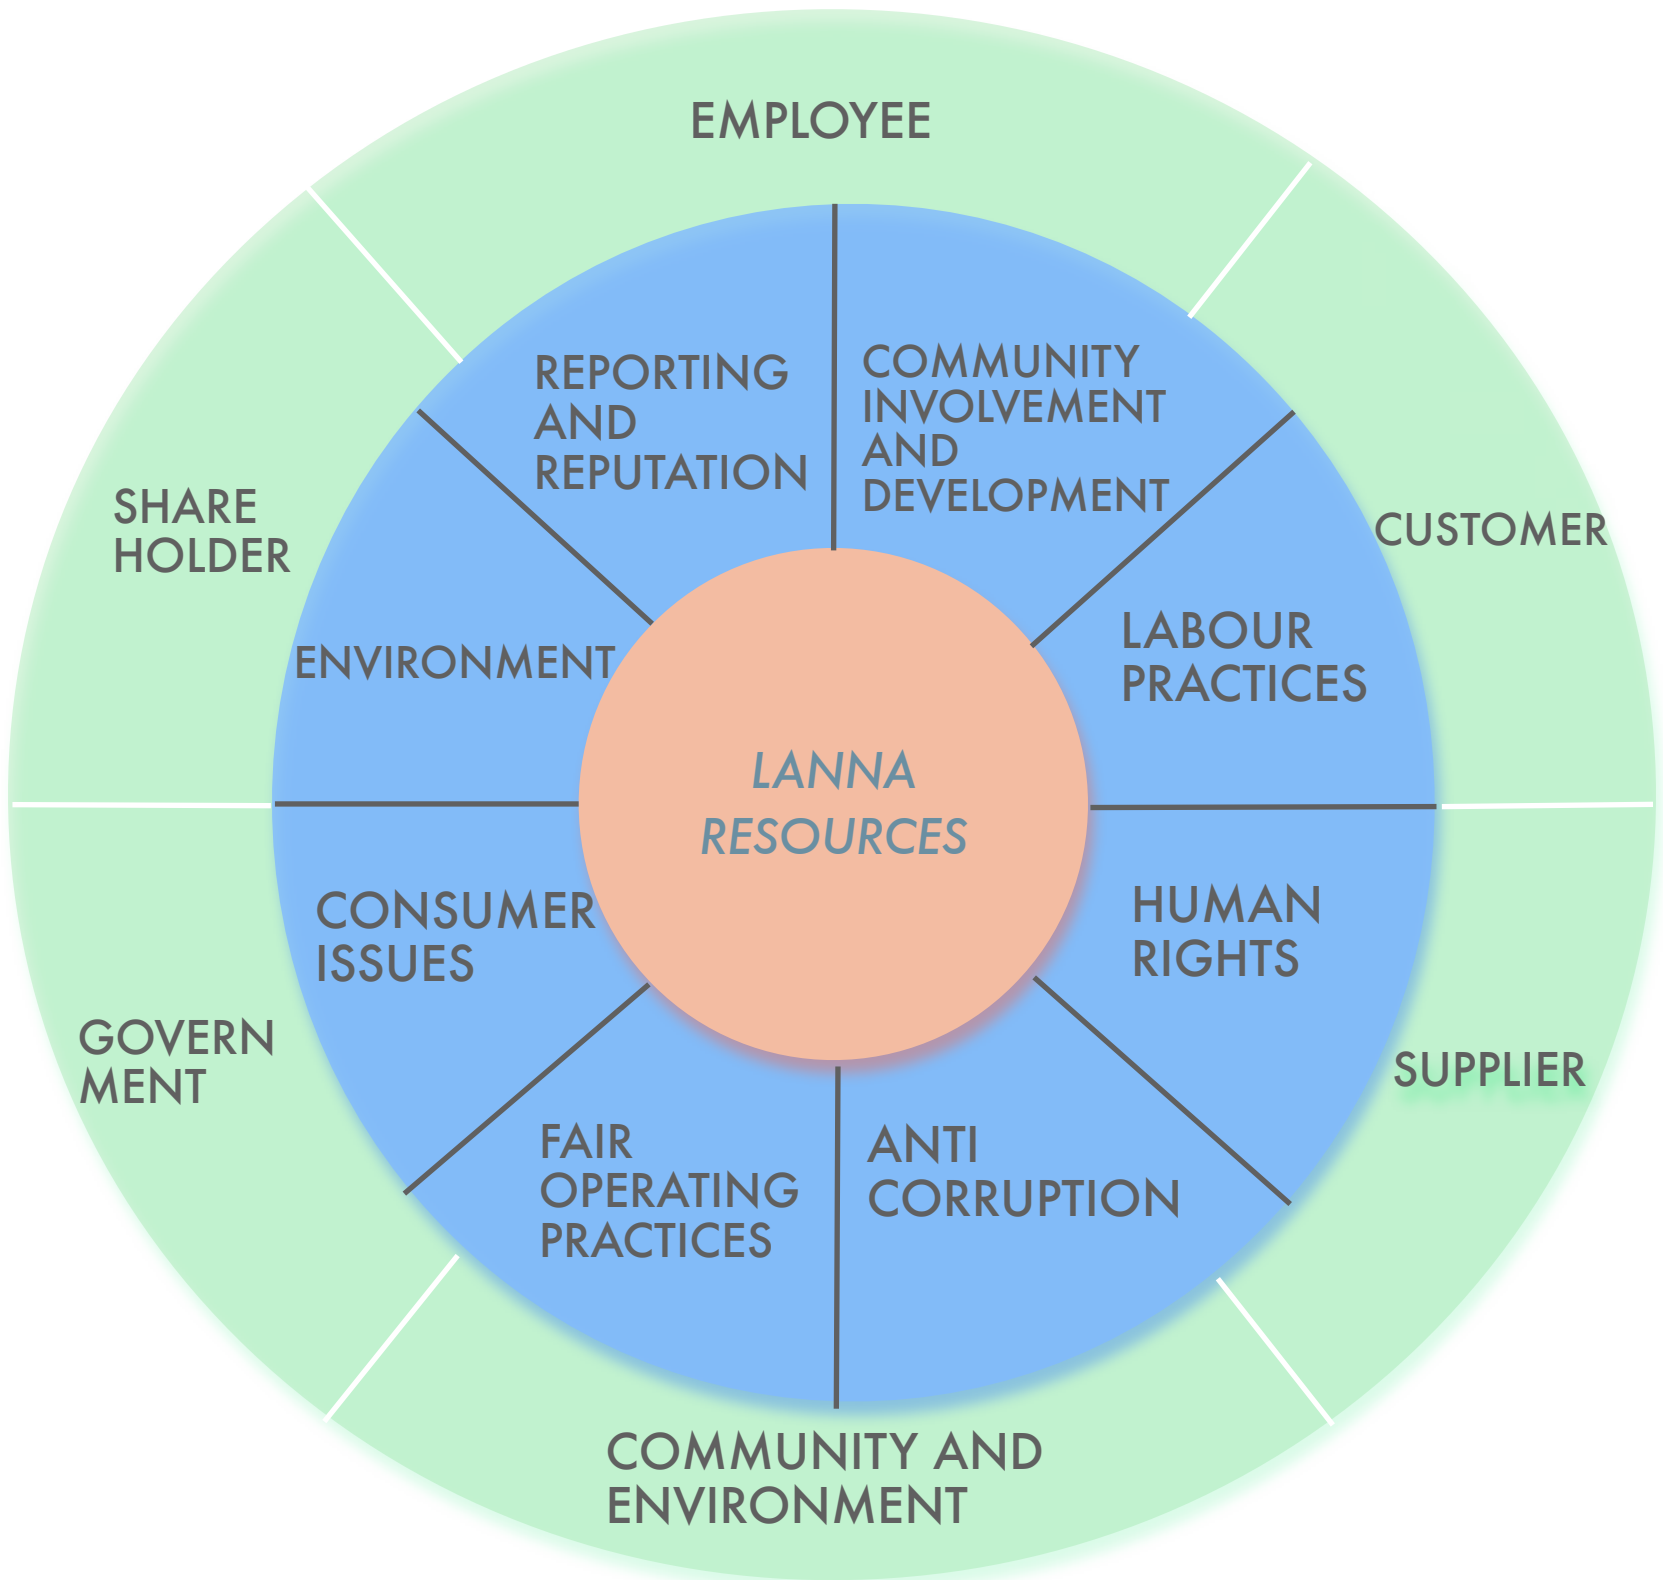 EMPLOYEE
REPORTING
AND
REPUTATION
COMMUNITY
INVOLVEMENT
AND
DEVELOPMENT
SHARE
HOLDER
CUSTOMER
ENVIRONMENT
LABOUR
PRACTICES
LANNA
RESOURCES
CONSUMER
ISSUES
HUMAN
RIGHTS
GOVERN
MENT
SUPPLIER
FAIR
OPERATING
PRACTICES
ANTI
CORRUPTION
COMMUNITY AND
ENVIRONMENT